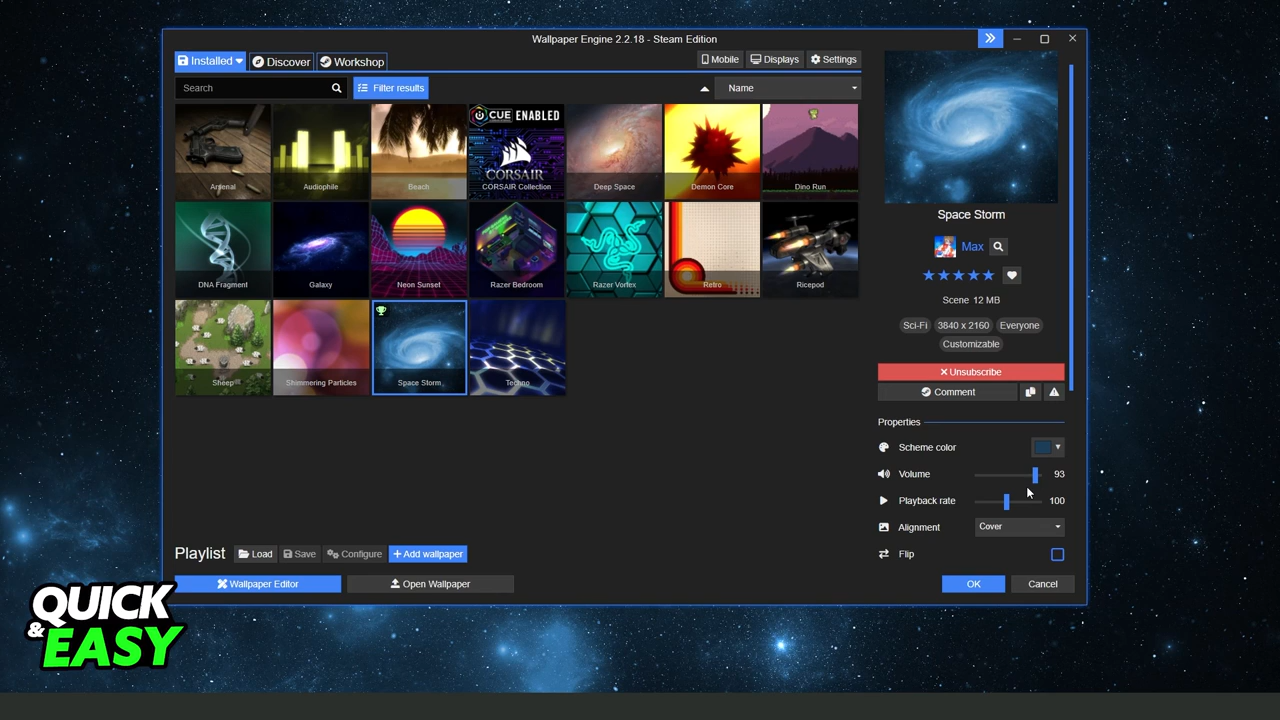 Wallpaper Engine 2.2.18 - Steam Edition
Installed
Discover
Workshop
Mobile
Displays
Settings
Search
Filter results
Name
CUE ENABLED
CORSAIR
Arsenal
Audiophile
Beach
CORSAIR Collection
Deep Space
Demon Core
Dino Run
DNA Fragment
Galaxy
Neon Sunset
Razer Bedroom
Razer Vortex
Retro
Ricepod
Sheep
Shimmering Particles
Space Storm
Techno
Space Storm
Max
Scene 12 MB
Sci-Fi
3840 x 2160
Everyone
Customizable
Unsubscribe
Comment
Properties
Scheme color
Volume
93
Playback rate
100
Alignment
Cover
Flip
Playlist
Load
Save
Configure
+ Add wallpaper
Wallpaper Editor
Open Wallpaper
OK
Cancel
QUICK
& EASY